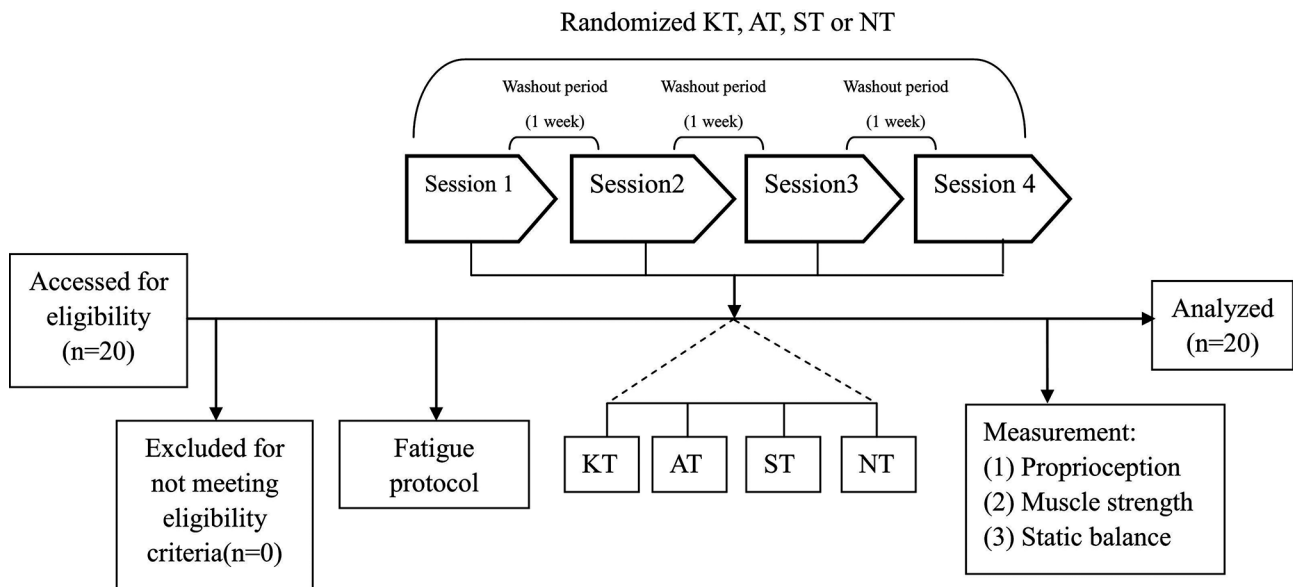 Randomized KT, AT, ST or NT
Washout period
(1 week)
Washout period
(1 week)
Washout period
(1 week)
Session 1
Session2
Session3
Session 4
Accessed for
eligibility
(n=20)
Analyzed
(n=20)
Excluded for
not meeting
eligibility
criteria(n=0)
Fatigue
protocol
KT
AT
ST
NT
Measurement:
(1) Proprioception
(2) Muscle strength
(3) Static balance